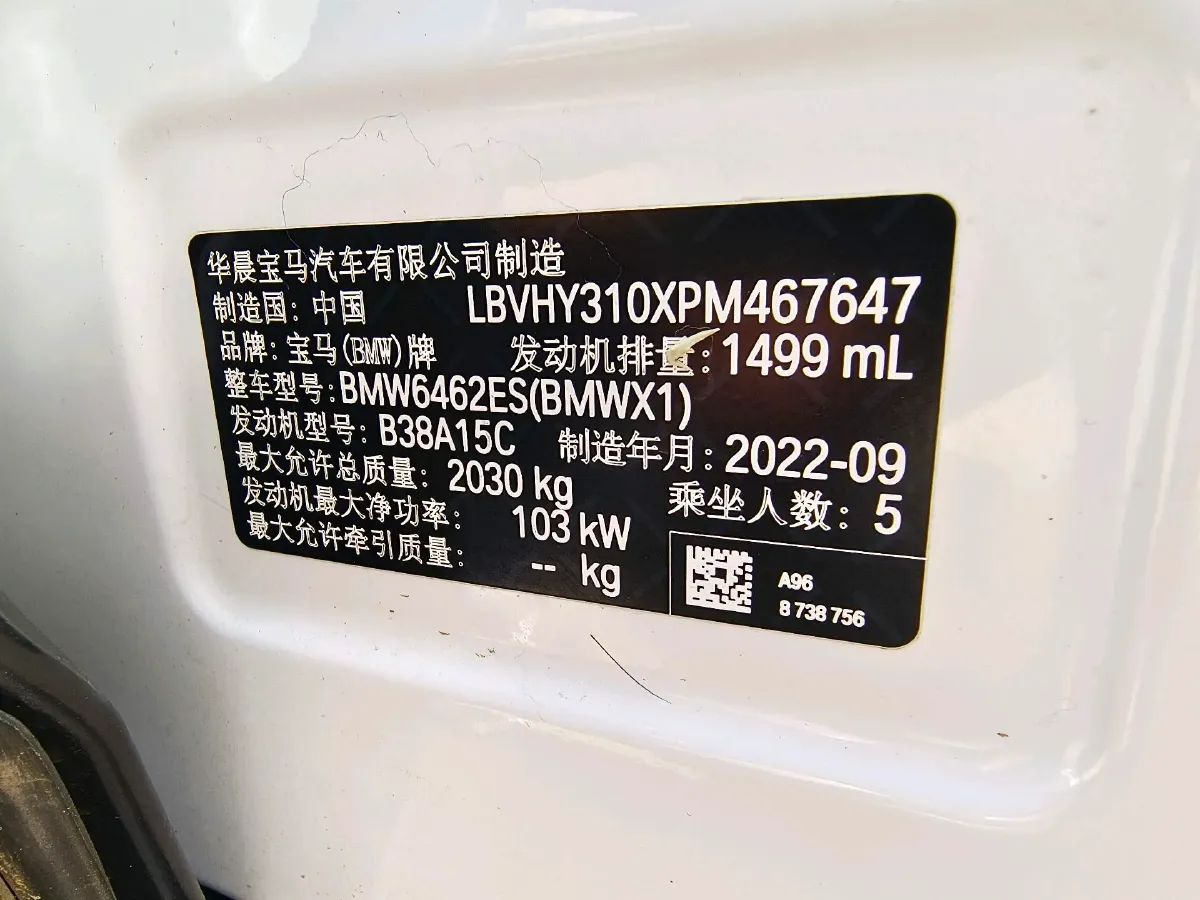 华晨宝马汽车有限公司制造
制造国：中国 LBVHY310XPM467647
品牌：宝马(BMW)牌 发动机排量：1499 mL
整车型号：BMW6462ES(BMWX1)
发动机型号：B38A15C 制造年月：2022-09
最大允许总质量：2030 kg 乘坐人数：5
发动机最大净功率：103 kW
最大允许牵引质量：-- kg
A96
8 738 756